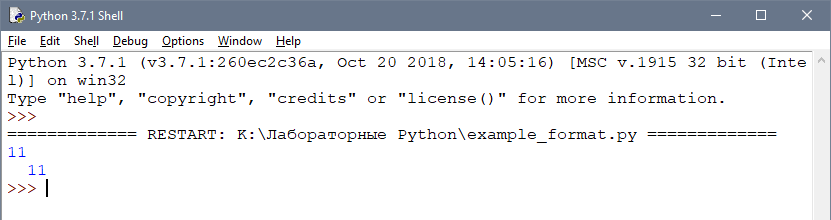 Python 3.7.1 Shell
File Edit Shell Debug Options Window Help
Python 3.7.1 (v3.7.1:260ec2c36a, Oct 20 2018, 14:05:16) [MSC v.1915 32 bit (Inte
l)] on win32
Type "help", "copyright", "credits" or "license()" for more information.
>>>
============= RESTART: K:\Лабораторные Python\example_format.py =============
11
  11
>>>